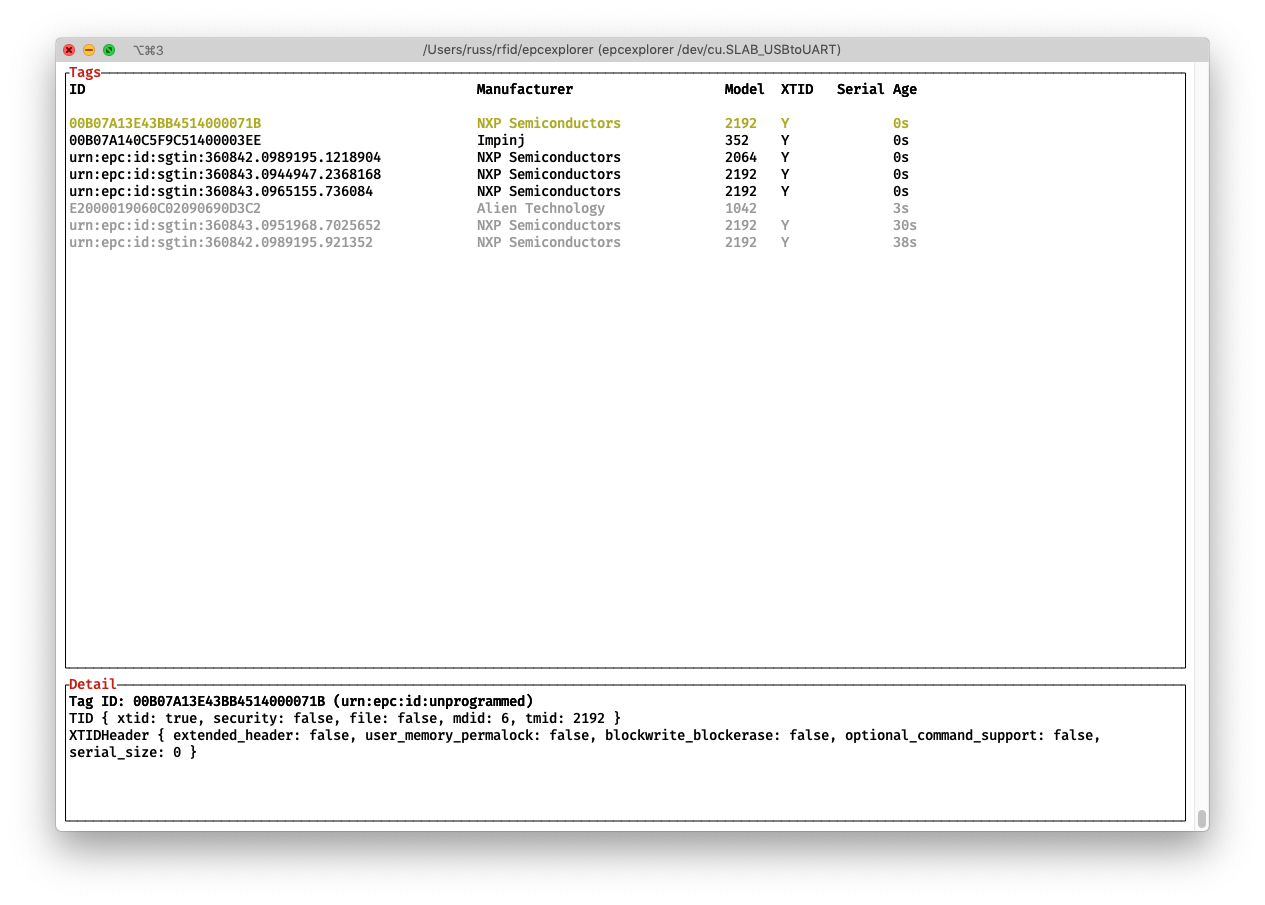 ⌥⌘3 /Users/russ/rfid/epcexplorer (epcexplorer /dev/cu.SLAB_USBtoUART)
Tags
ID Manufacturer Model XTID Serial Age
00B07A13E43BB4514000071B NXP Semiconductors 2192 Y 0s
00B07A140C5F9C51400003EE Impinj 352 Y 0s
urn:epc:id:sgtin:360842.0989195.1218904 NXP Semiconductors 2064 Y 0s
urn:epc:id:sgtin:360843.0944947.2368168 NXP Semiconductors 2192 Y 0s
urn:epc:id:sgtin:360843.0965155.736084 NXP Semiconductors 2192 Y 0s
E2000019060C02090690D3C2 Alien Technology 1042 3s
urn:epc:id:sgtin:360843.0951968.7025652 NXP Semiconductors 2192 Y 30s
urn:epc:id:sgtin:360842.0989195.921352 NXP Semiconductors 2192 Y 38s
Detail
Tag ID: 00B07A13E43BB4514000071B (urn:epc:id:unprogrammed)
TID { xtid: true, security: false, file: false, mdid: 6, tmid: 2192 }
XTIDHeader { extended_header: false, user_memory_permalock: false, blockwrite_blockerase: false, optional_command_support: false,
serial_size: 0 }